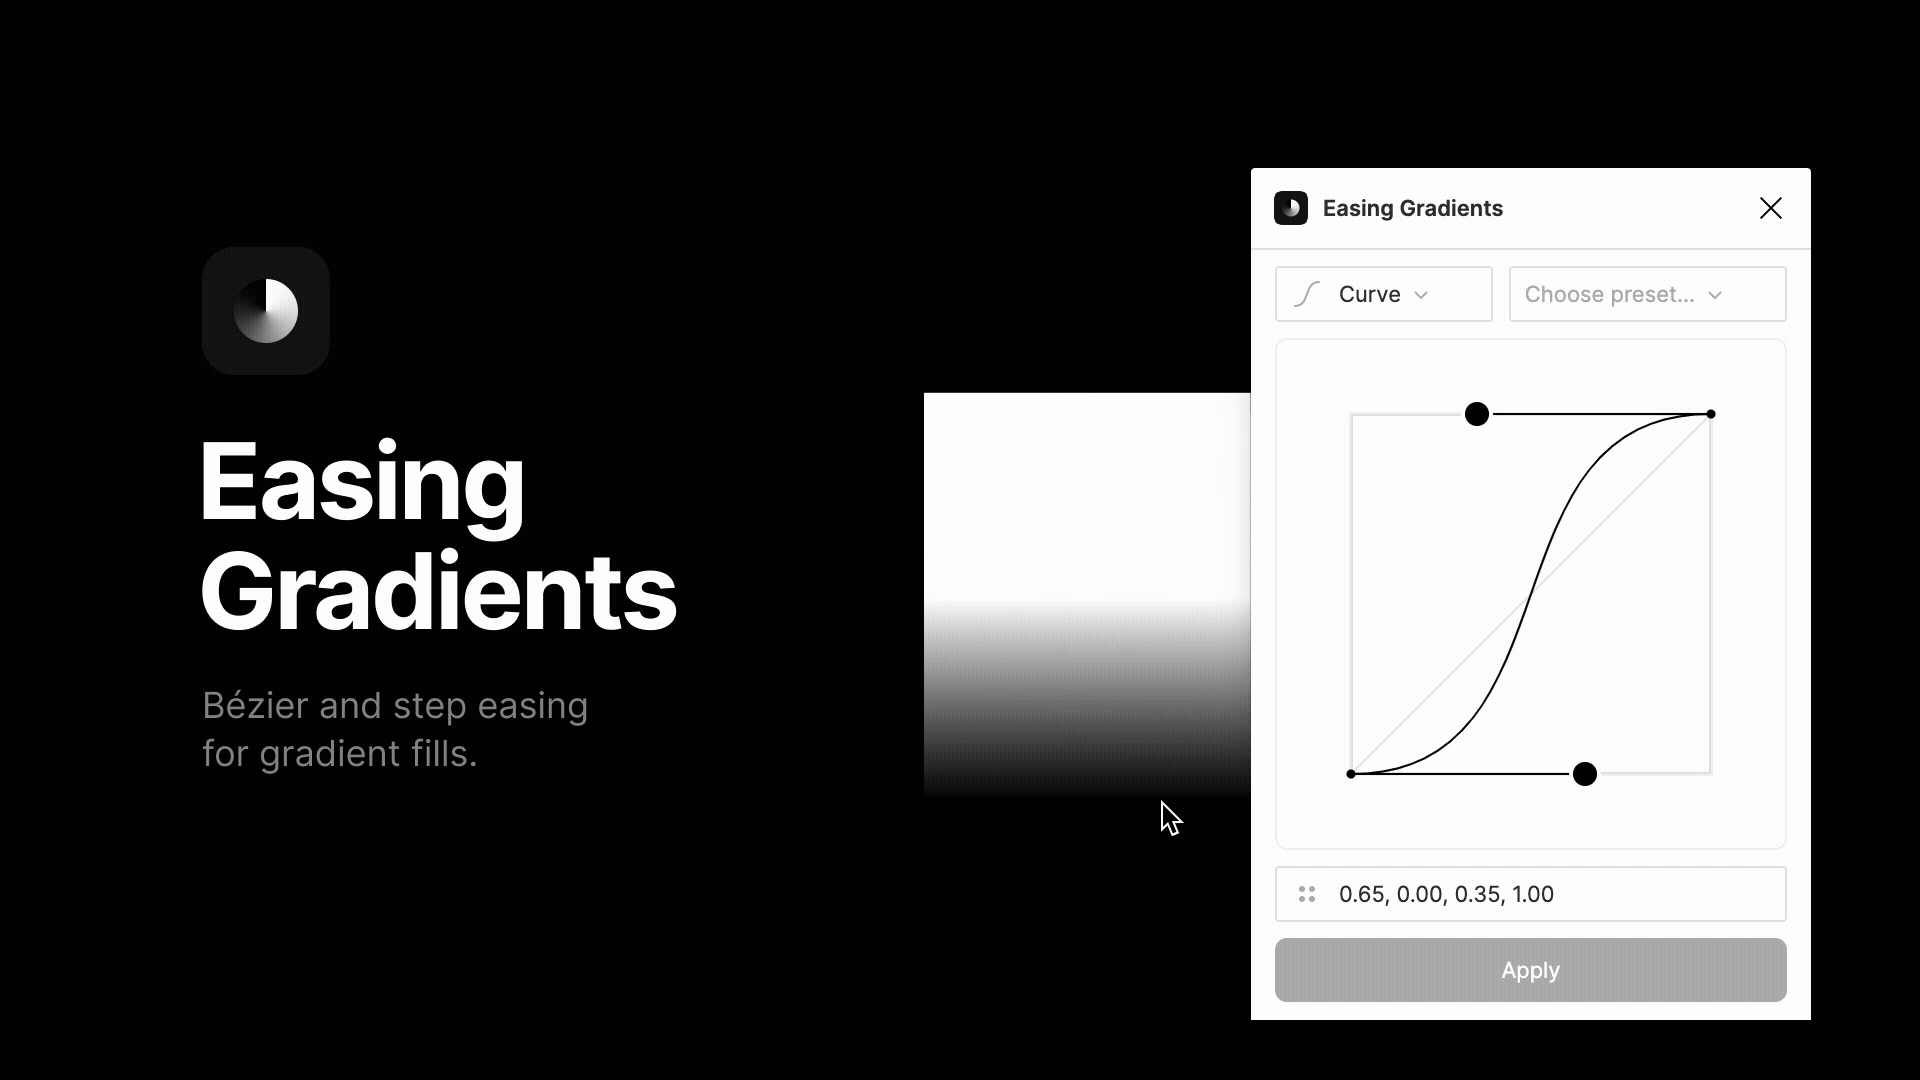 Easing
Gradients
Bézier and step easing
for gradient fills.
Easing Gradients
Curve
Choose preset...
0.65, 0.00, 0.35, 1.00
Apply